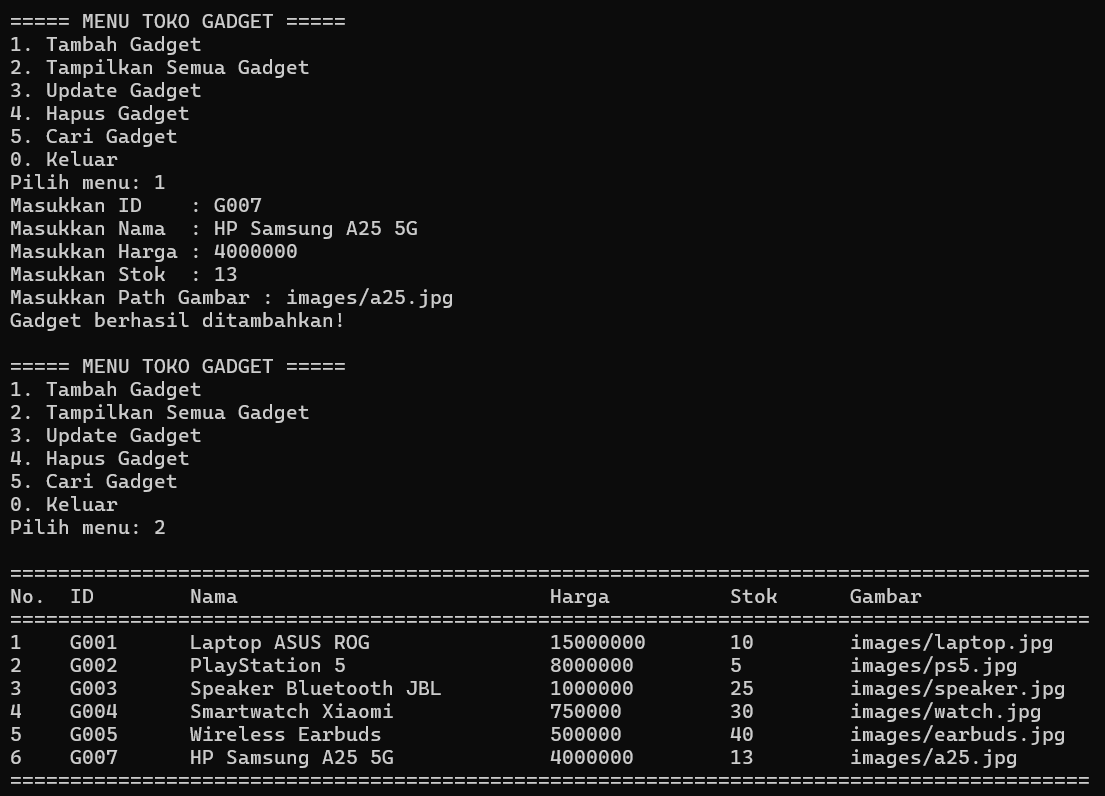 ===== MENU TOKO GADGET =====
1. Tambah Gadget
2. Tampilkan Semua Gadget
3. Update Gadget
4. Hapus Gadget
5. Cari Gadget
0. Keluar
Pilih menu: 1
Masukkan ID    : G007
Masukkan Nama  : HP Samsung A25 5G
Masukkan Harga : 4000000
Masukkan Stok  : 13
Masukkan Path Gambar : images/a25.jpg
Gadget berhasil ditambahkan!

===== MENU TOKO GADGET =====
1. Tambah Gadget
2. Tampilkan Semua Gadget
3. Update Gadget
4. Hapus Gadget
5. Cari Gadget
0. Keluar
Pilih menu: 2

==========================================================================================
No.  ID        Nama                          Harga          Stok      Gambar
==========================================================================================
1    G001      Laptop ASUS ROG               15000000       10        images/laptop.jpg
2    G002      PlayStation 5                 8000000        5         images/ps5.jpg
3    G003      Speaker Bluetooth JBL         1000000        25        images/speaker.jpg
4    G004      Smartwatch Xiaomi             750000         30        images/watch.jpg
5    G005      Wireless Earbuds              500000         40        images/earbuds.jpg
6    G007      HP Samsung A25 5G             4000000        13        images/a25.jpg
==========================================================================================